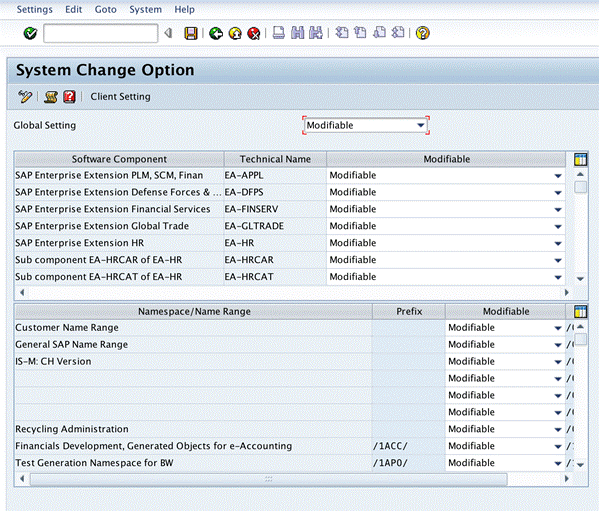 Settings Edit Goto System Help
System Change Option
Client Setting
Global Setting Modifiable
Software Component Technical Name Modifiable
SAP Enterprise Extension PLM, SCM, Finan EA-APPL Modifiable
SAP Enterprise Extension Defense Forces & ... EA-DFPS Modifiable
SAP Enterprise Extension Financial Services EA-FINSERV Modifiable
SAP Enterprise Extension Global Trade EA-GLTRADE Modifiable
SAP Enterprise Extension HR EA-HR Modifiable
Sub component EA-HRCAR of EA-HR EA-HRCAR Modifiable
Sub component EA-HRCAT of EA-HR EA-HRCAT Modifiable
Namespace/Name Range Prefix Modifiable
Customer Name Range Modifiable
General SAP Name Range Modifiable
IS-M: CH Version Modifiable
Modifiable
Modifiable
Modifiable
Recycling Administration Modifiable
Financials Development, Generated Objects for e-Accounting /1ACC/ Modifiable
Test Generation Namespace for BW /1APO/ Modifiable